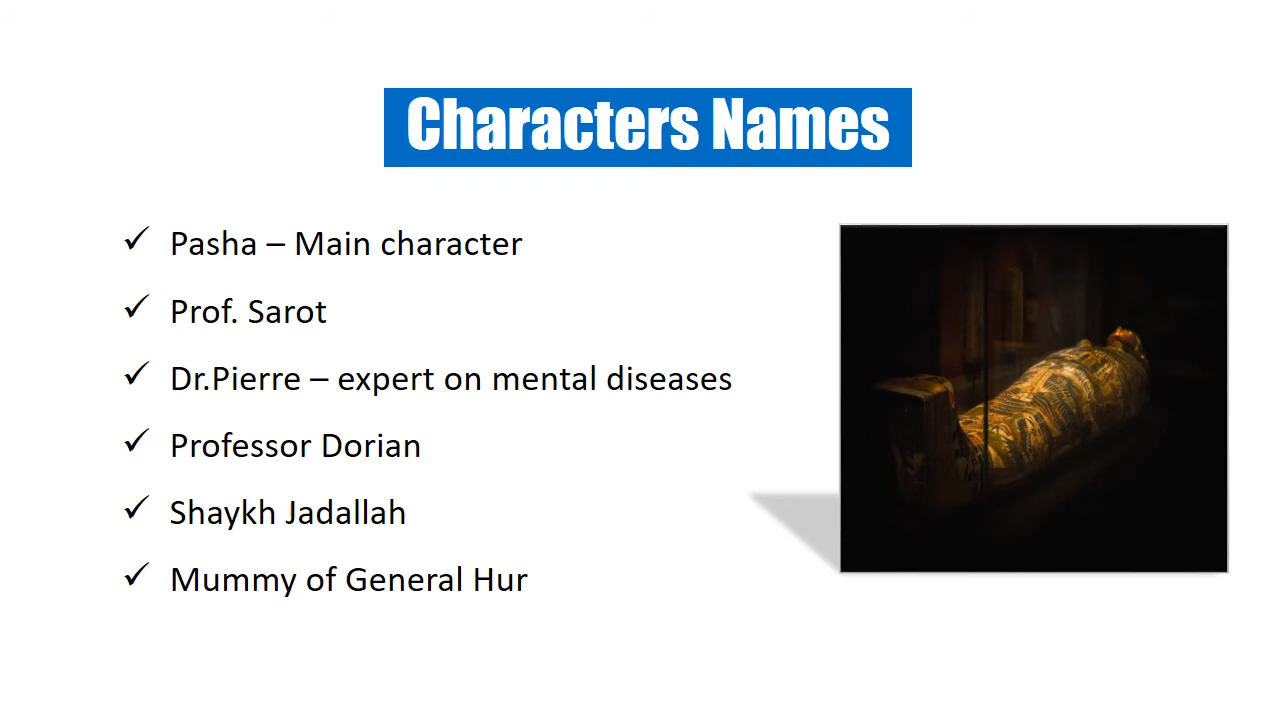 Characters Names
✓ Pasha – Main character
✓ Prof. Sarot
✓ Dr.Pierre – expert on mental diseases
✓ Professor Dorian
✓ Shaykh Jadallah
✓ Mummy of General Hur